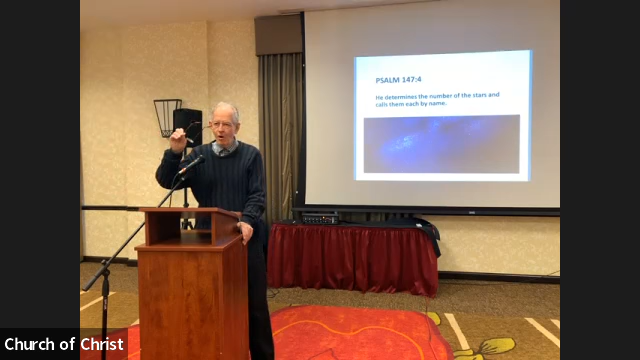 PSALM 147:4
He determines the number of the stars and
calls them each by name.
Church of Christ